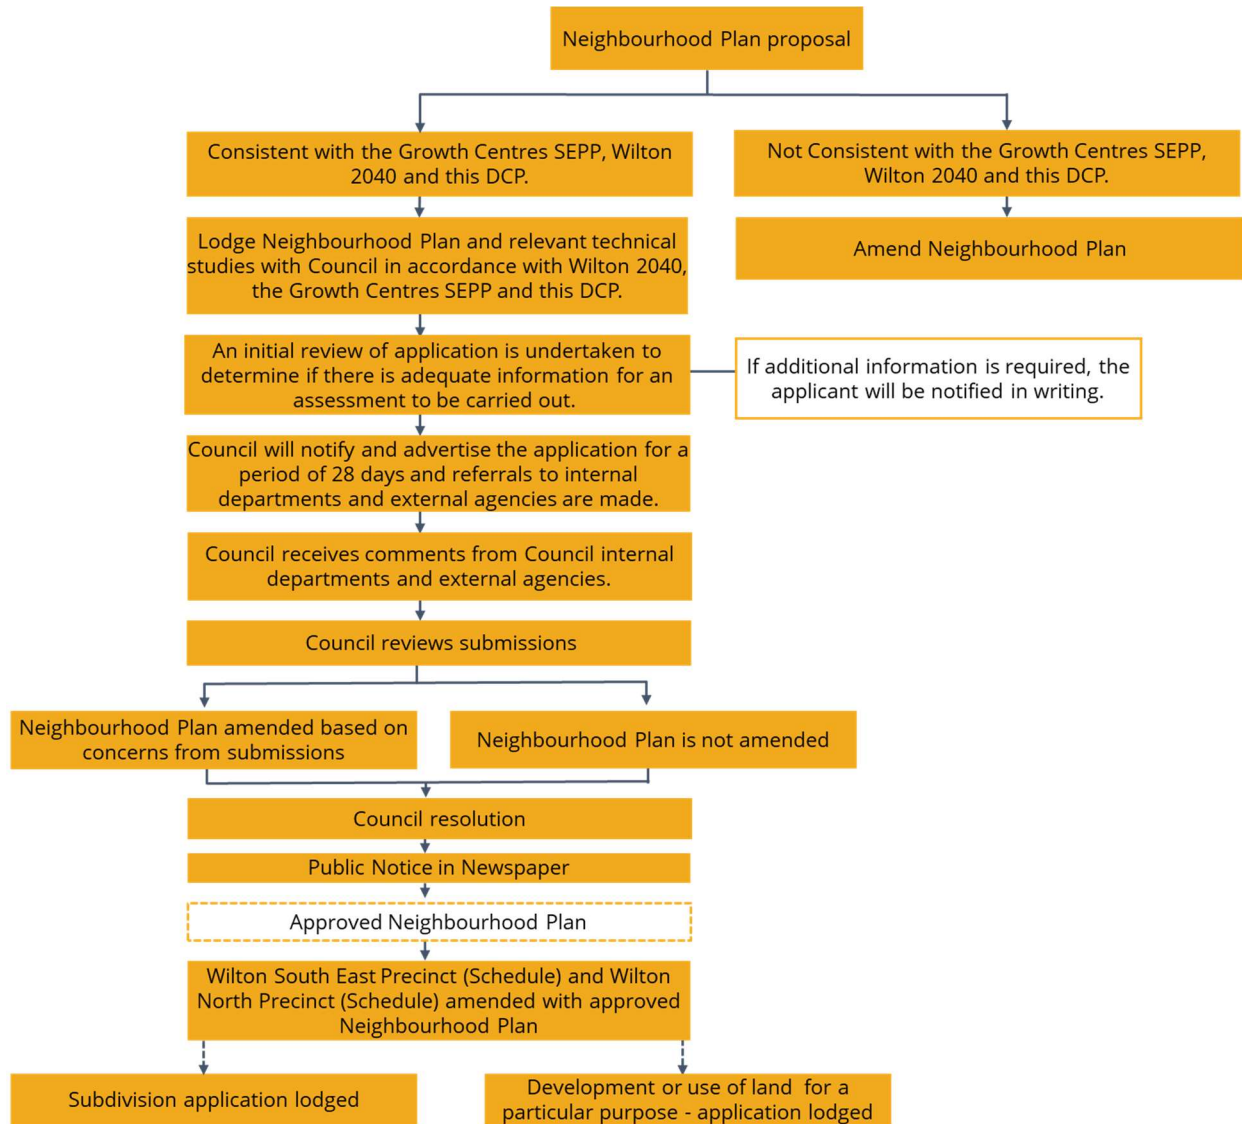 Neighbourhood Plan proposal
Consistent with the Growth Centres SEPP, Wilton
2040 and this DCP.
Not Consistent with the Growth Centres SEPP,
Wilton 2040 and this DCP.
Lodge Neighbourhood Plan and relevant technical
studies with Council in accordance with Wilton 2040,
the Growth Centres SEPP and this DCP.
Amend Neighbourhood Plan
An initial review of application is undertaken to
determine if there is adequate information for an
assessment to be carried out.
If additional information is required, the
applicant will be notified in writing.
Council will notify and advertise the application for a
period of 28 days and referrals to internal
departments and external agencies are made.
Council receives comments from Council internal
departments and external agencies.
Council reviews submissions
Neighbourhood Plan amended based on
concerns from submissions
Neighbourhood Plan is not amended
Council resolution
Public Notice in Newspaper
Approved Neighbourhood Plan
Wilton South East Precinct (Schedule) and Wilton
North Precinct (Schedule) amended with approved
Neighbourhood Plan
Subdivision application lodged
Development or use of land for a
particular purpose - application lodged